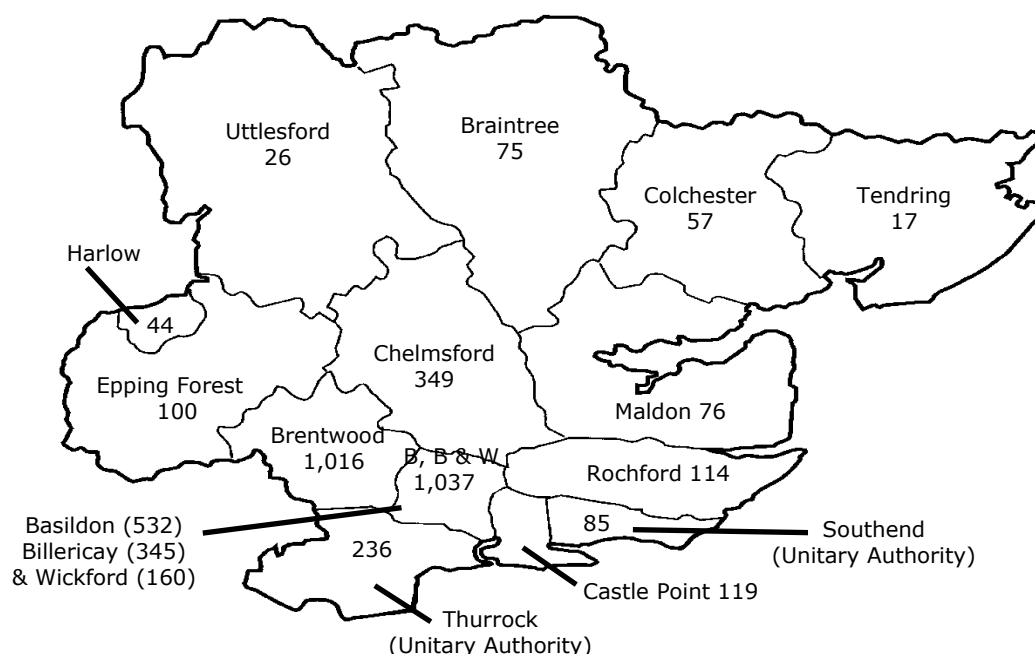 Uttlesford
26
Braintree
75
Colchester
57
Tendring
17
Harlow
44
Epping Forest
100
Chelmsford
349
Maldon 76
Brentwood
1,016
B, B & W
1,037
Rochford 114
Basildon (532)
Billericay (345)
& Wickford (160)
236
85
Southend
(Unitary Authority)
Castle Point 119
Thurrock
(Unitary Authority)